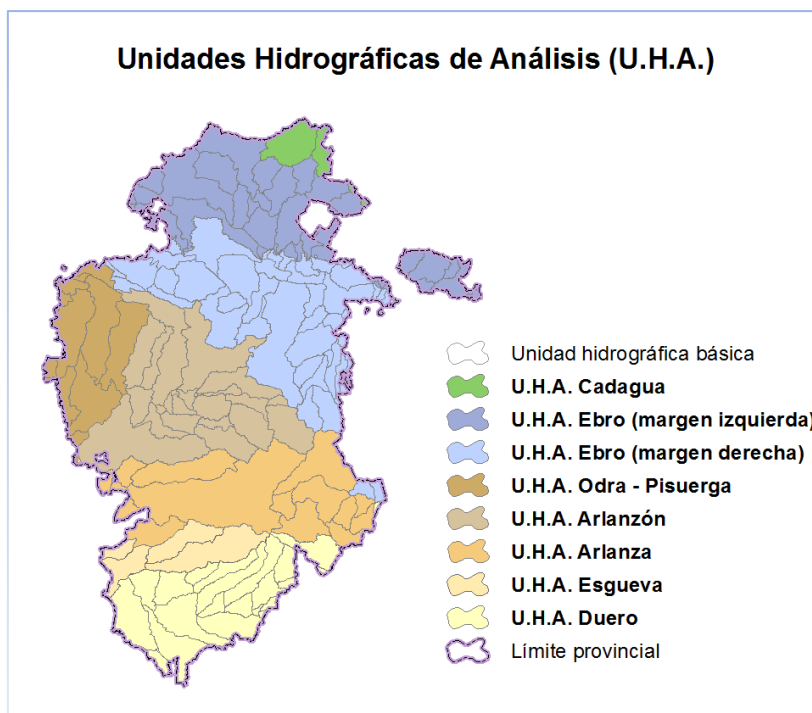 Unidades Hidrográficas de Análisis (U.H.A.)
Unidad hidrográfica básica
U.H.A. Cadagua
U.H.A. Ebro (margen izquierda)
U.H.A. Ebro (margen derecha)
U.H.A. Odra - Pisuerga
U.H.A. Arlanzón
U.H.A. Arlanza
U.H.A. Esgueva
U.H.A. Duero
Límite provincial